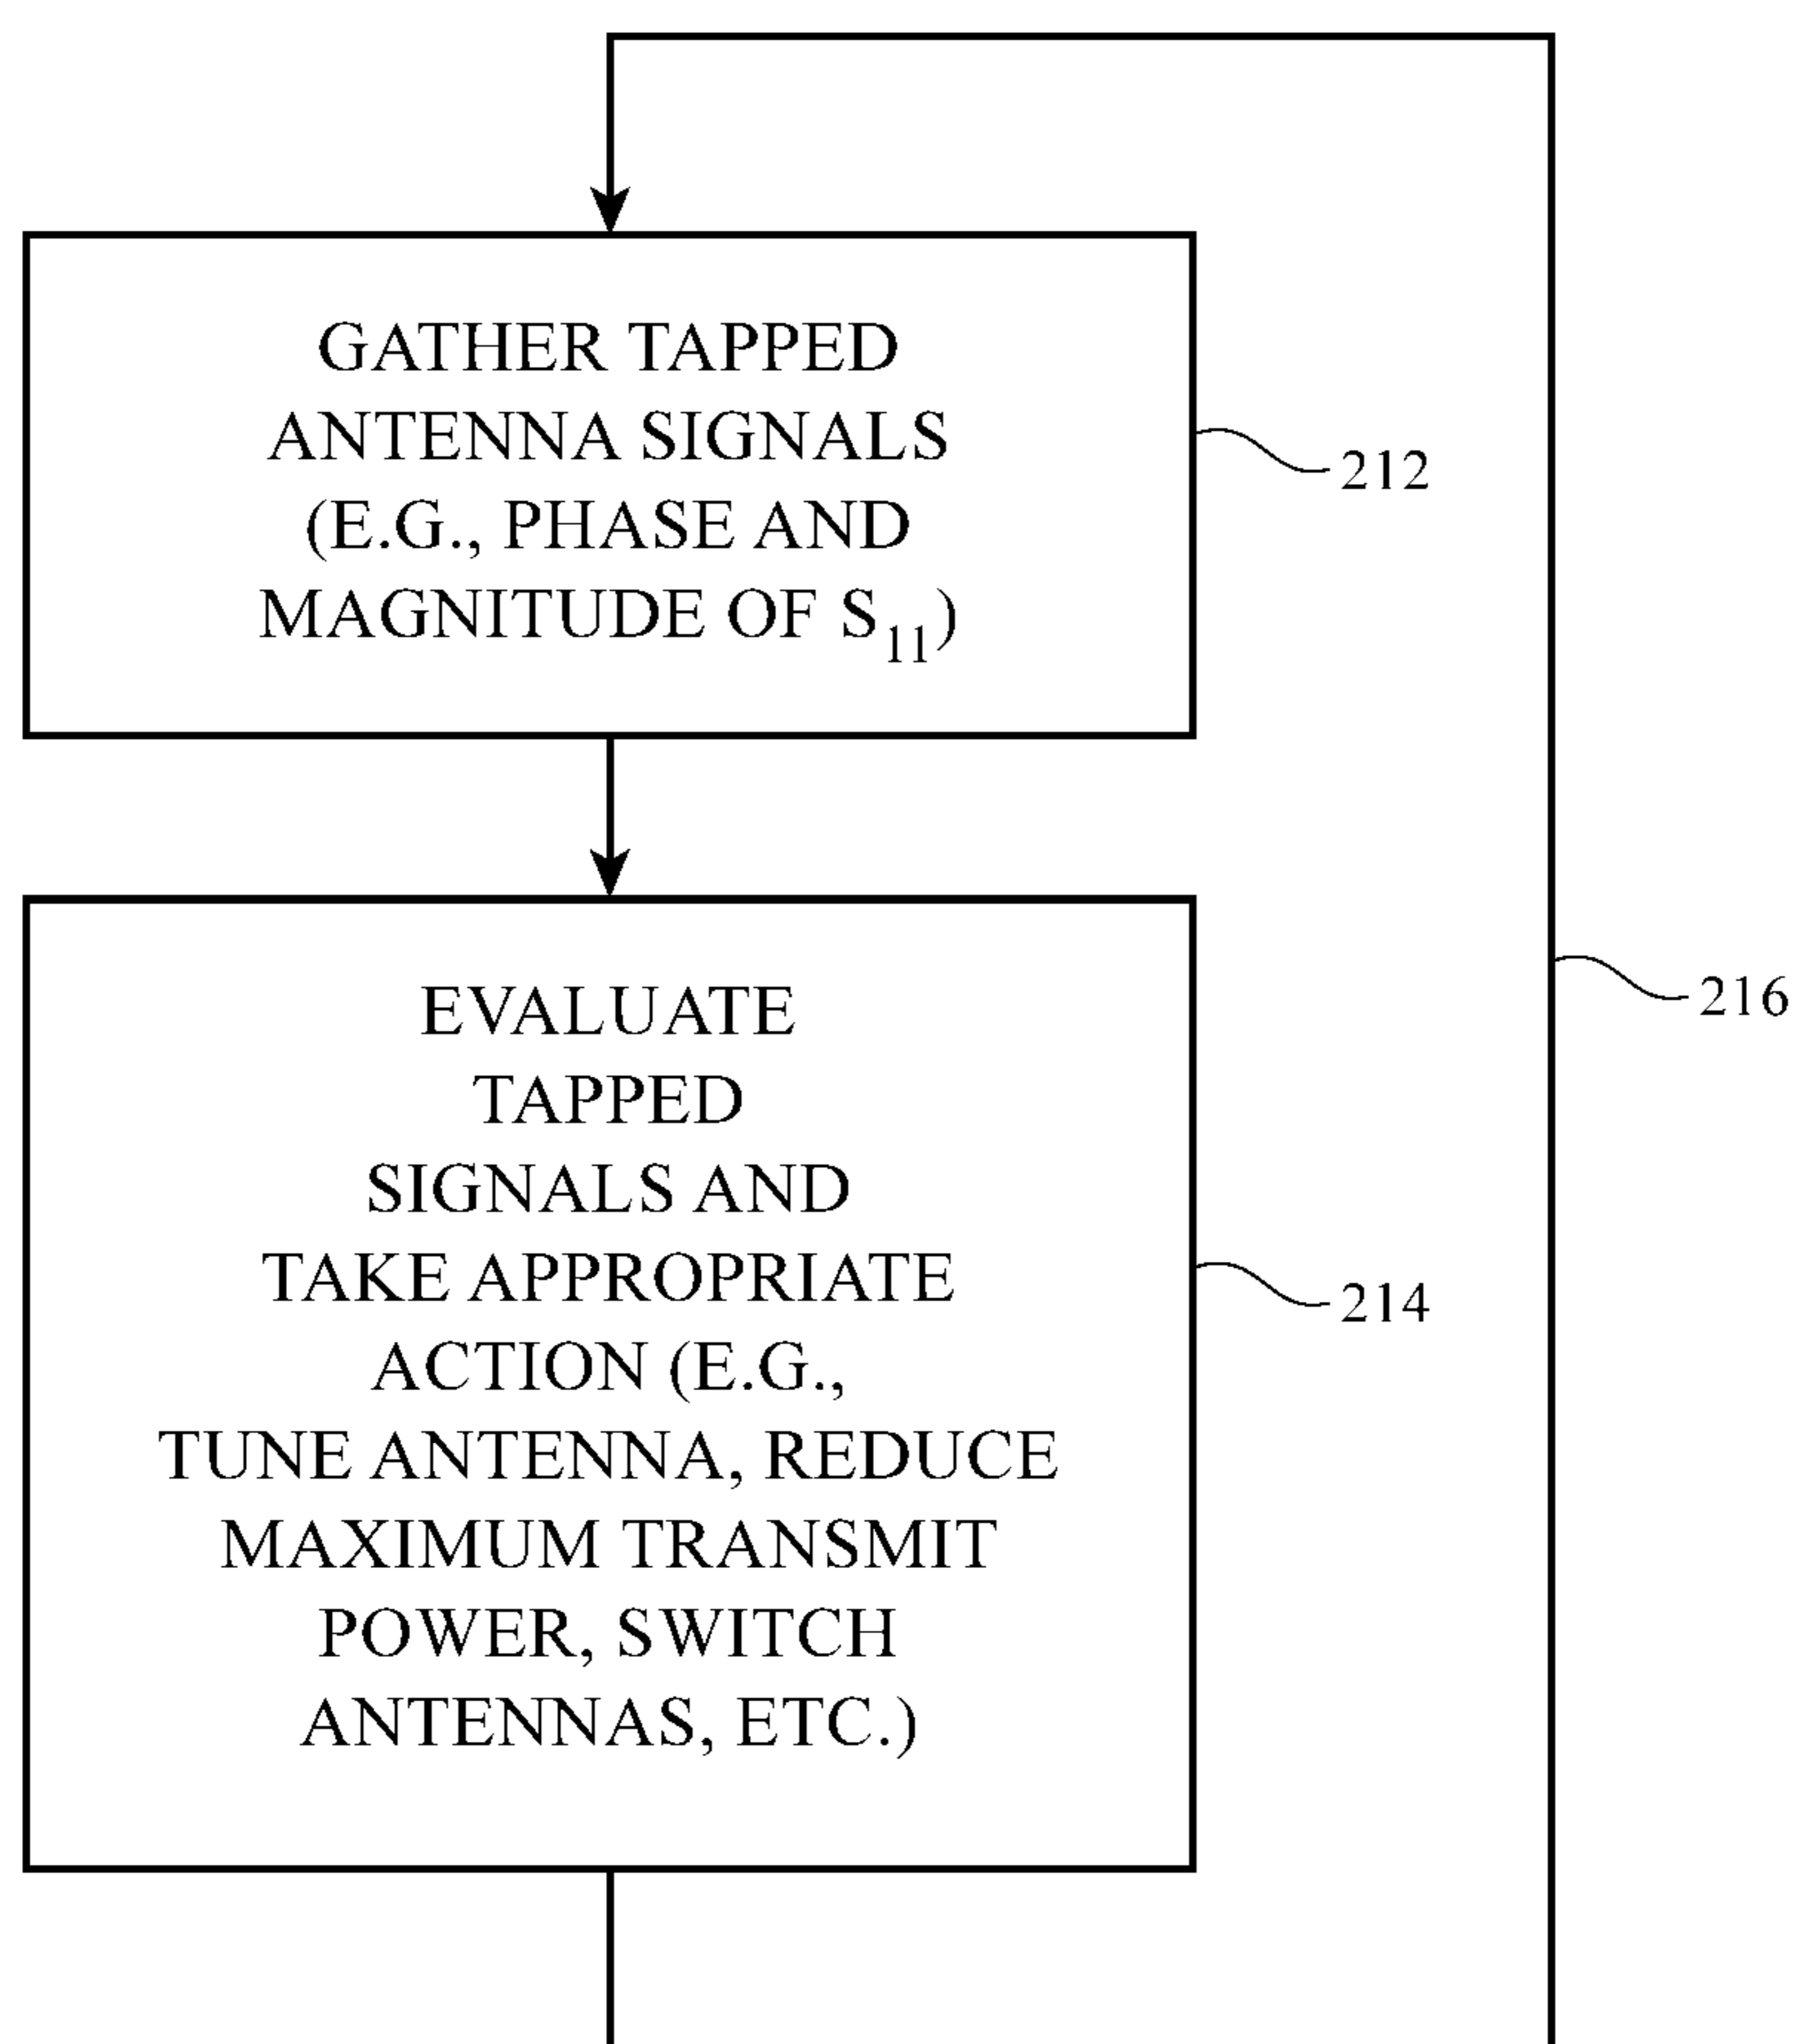 GATHER TAPPED
ANTENNA SIGNALS
(E.G., PHASE AND
MAGNITUDE OF S11)
212
EVALUATE
TAPPED
SIGNALS AND
TAKE APPROPRIATE
ACTION (E.G.,
TUNE ANTENNA, REDUCE
MAXIMUM TRANSMIT
POWER, SWITCH
ANTENNAS, ETC.)
216
214